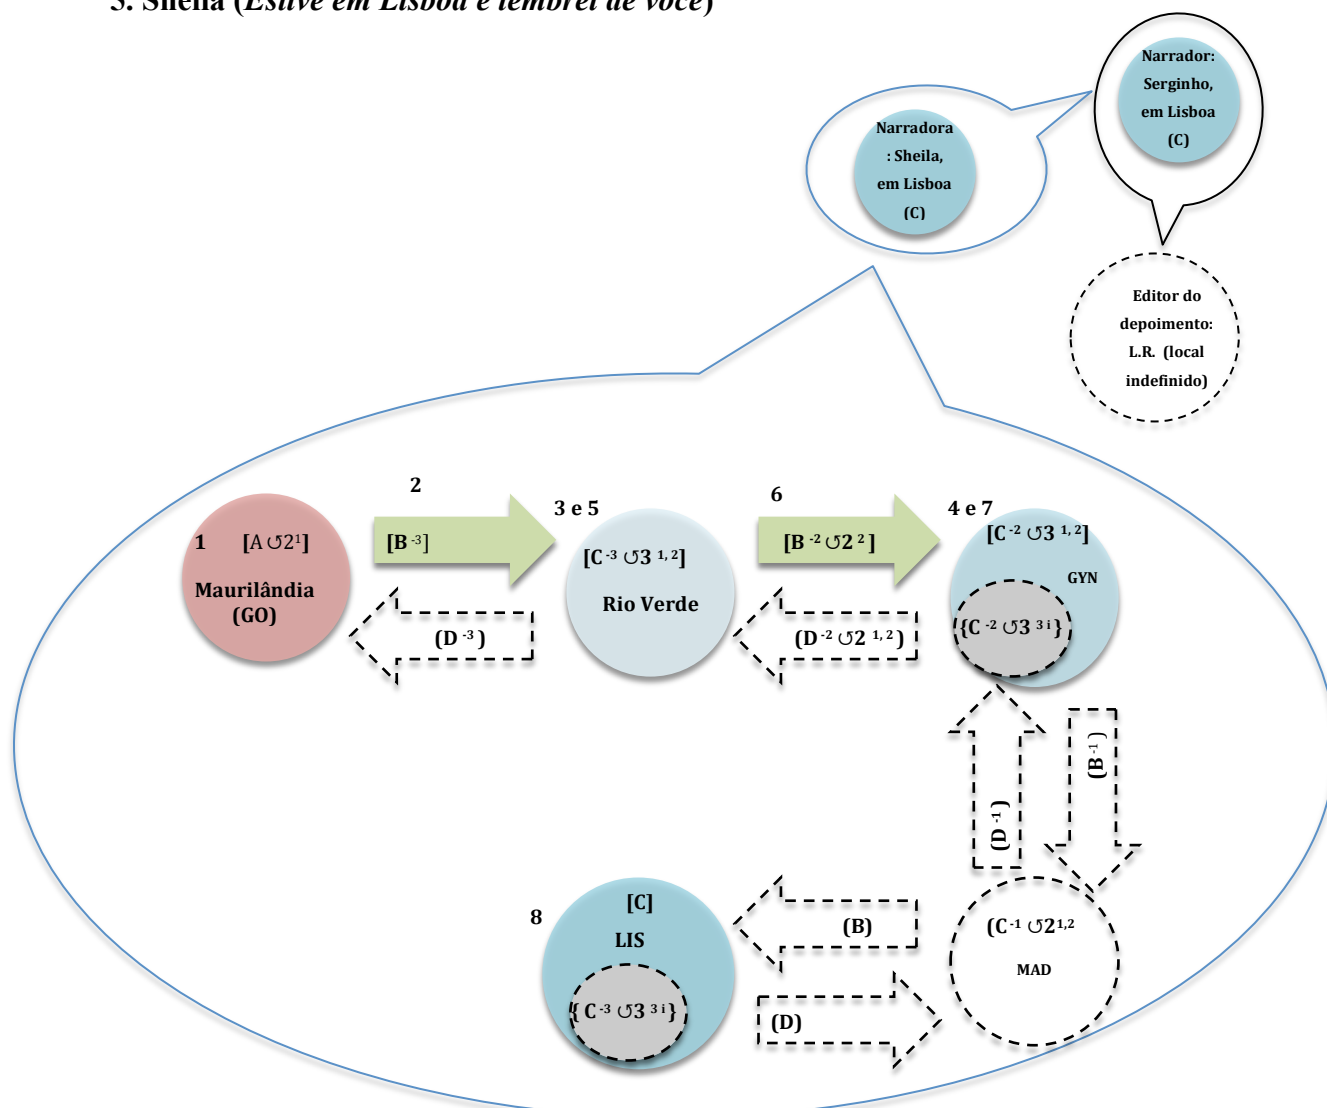 5. Sheila (Estive em Lisboa e lembrei de você)
Narrador:
Serginho,
em Lisboa
(C)
Narradora
: Sheila,
em Lisboa
(C)
Editor do
depoimento:
L.R. (local
indefinido)
2
6
3 e 5
4 e 7
1 [A ↺2¹]
Maurilândia
(GO)
[B ⁻³]
[C ⁻³ ↺3 ¹, ²]
Rio Verde
[B ⁻² ↺2 ²]
[C ⁻² ↺3 ¹, ²]
GYN
{C ⁻² ↺3 ³ ⁱ}
(D ⁻³)
(D ⁻² ↺2 ¹, ²)
(D ⁻¹)
(B ⁻¹)
8
[C]
LIS
{ C ⁻³ ↺3 ³ ⁱ}
(B)
(D)
(C ⁻¹ ↺2¹,²
MAD